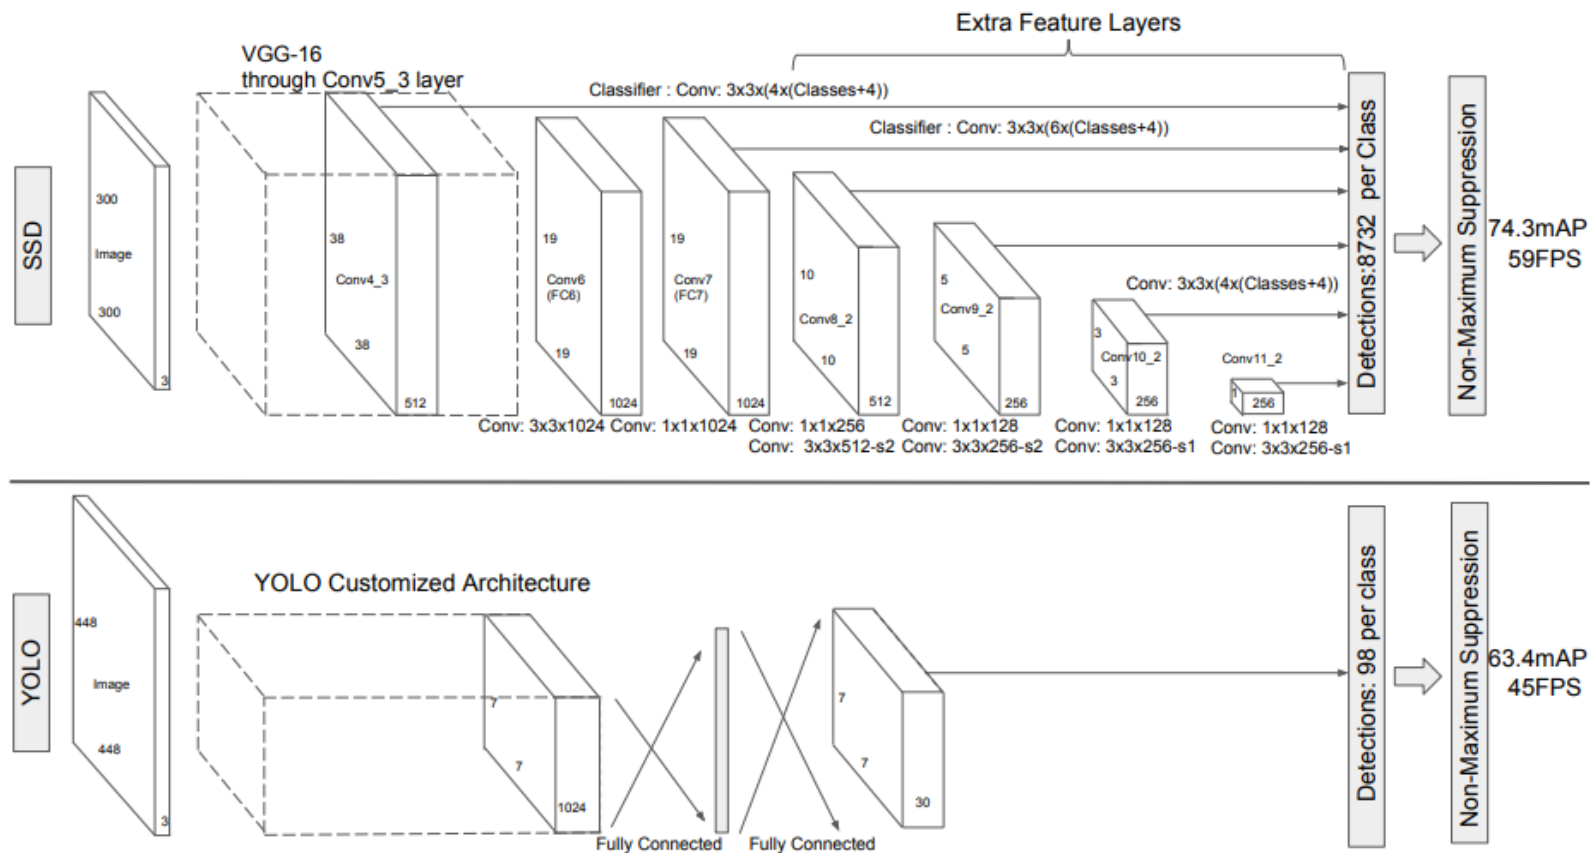 Extra Feature Layers
VGG-16
through Conv5_3 layer
Classifier : Conv: 3x3x(4x(Classes+4))
Classifier : Conv: 3x3x(6x(Classes+4))
SSD
300
Image
300
3
38
Conv4_3
38
512
19
Conv6
(FC6)
19
1024
19
Conv7
(FC7)
19
1024
10
Conv8_2
10
512
5
Conv9_2
5
256
Conv: 3x3x(4x(Classes+4))
3
Conv10_2
3
256
Conv11_2
1
256
Conv: 3x3x1024
Conv: 1x1x1024
Conv: 1x1x256
Conv: 3x3x512-s2
Conv: 1x1x128
Conv: 3x3x256-s2
Conv: 1x1x128
Conv: 3x3x256-s1
Conv: 1x1x128
Conv: 3x3x256-s1
Detections:8732 per Class
Non-Maximum Suppression
74.3mAP
59FPS
YOLO
448
Image
448
3
YOLO Customized Architecture
7
7
1024
Fully Connected
Fully Connected
7
7
30
Detections: 98 per class
Non-Maximum Suppression
63.4mAP
45FPS